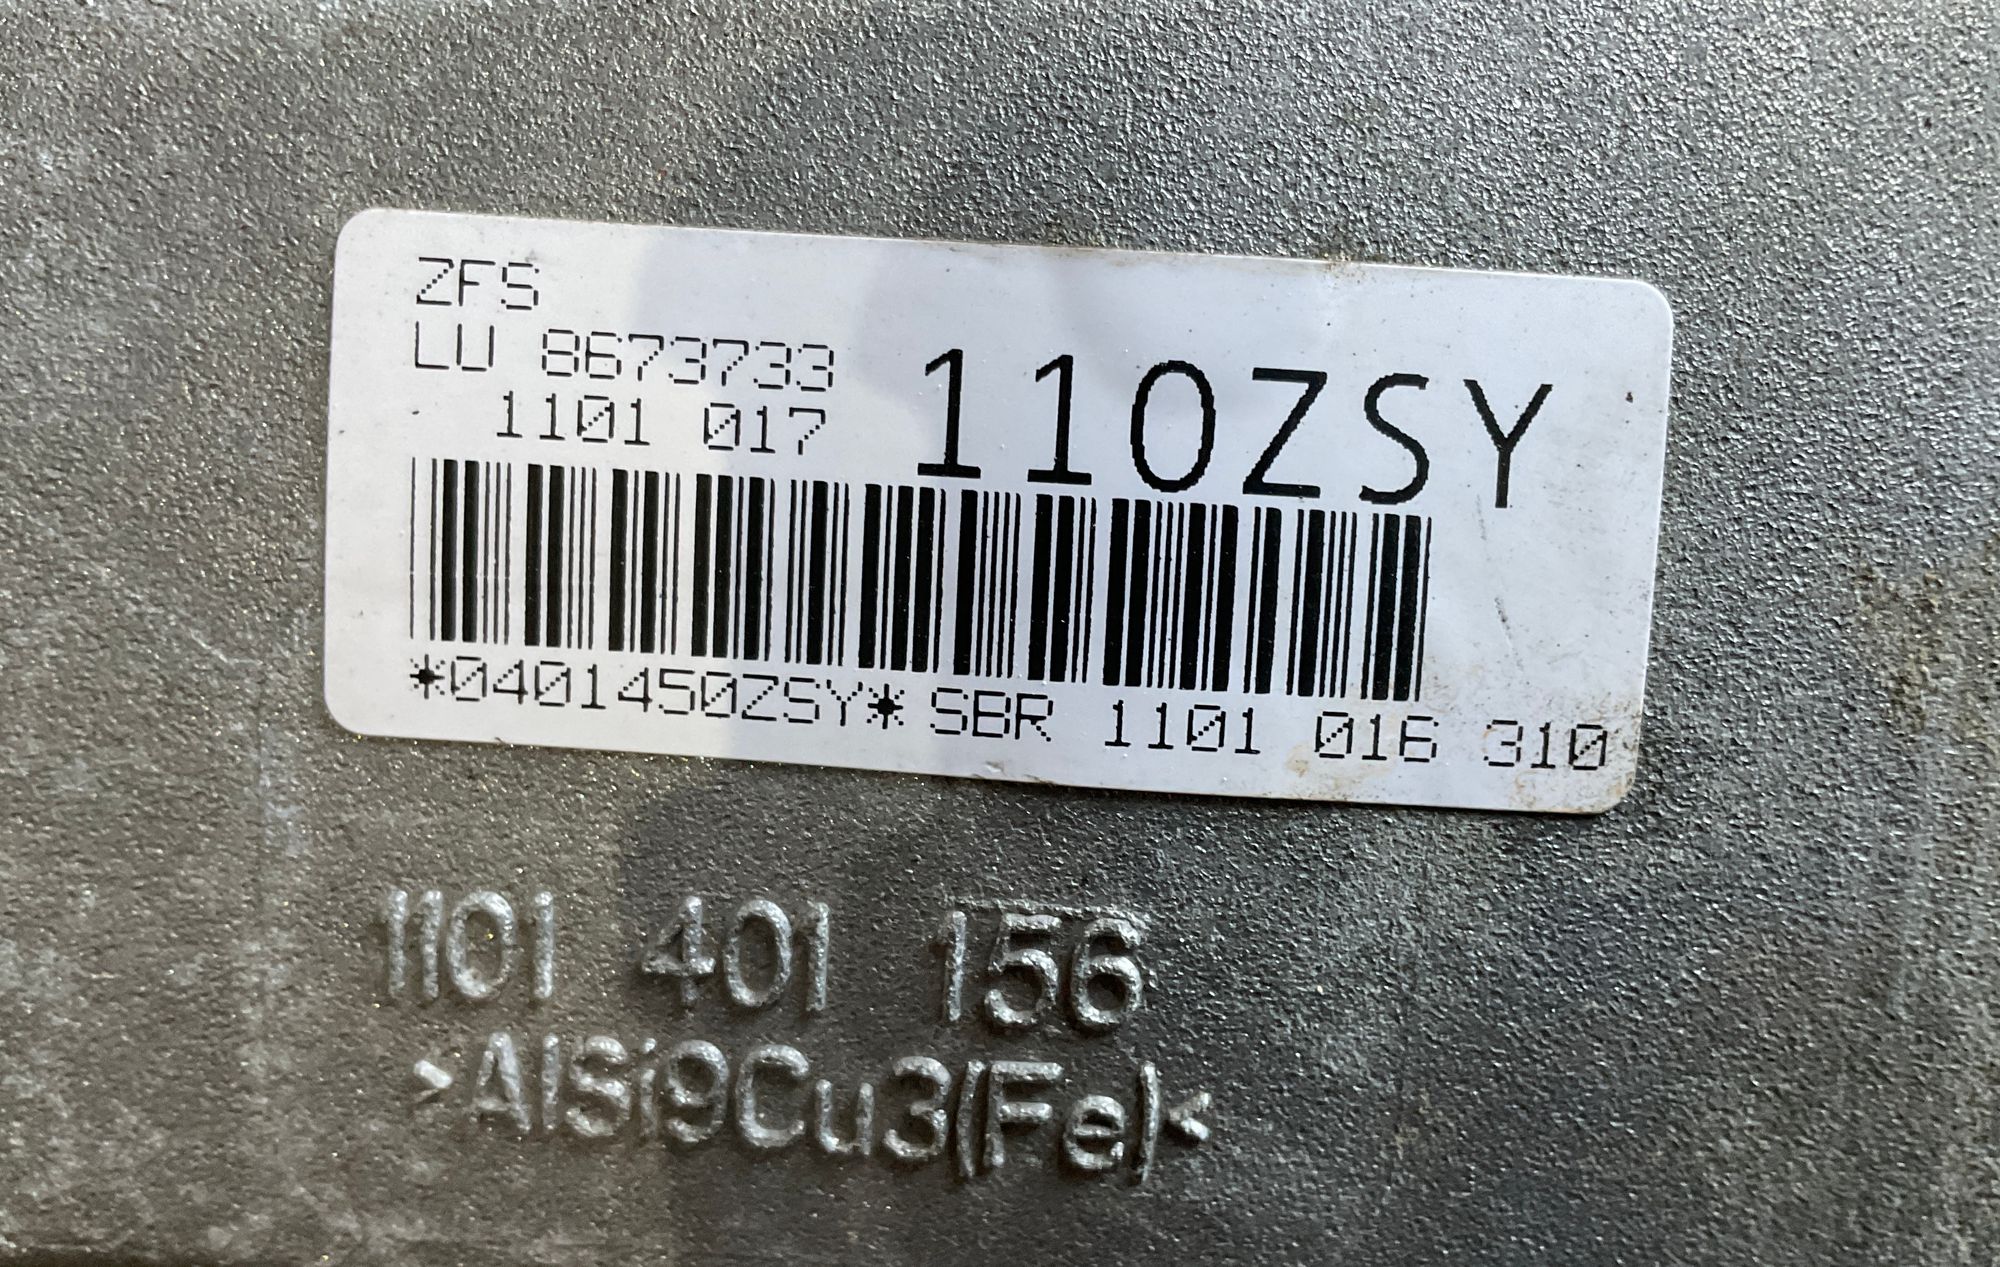 ZFS
LU 8673733
1101 017
110ZSY
*0401450ZSY* SBR 1101 016 310
1101 401 156
>AlSi9Cu3(Fe)<